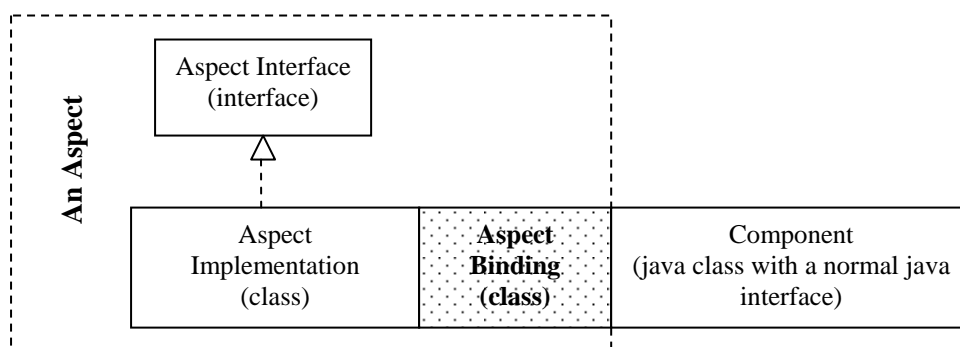 Aspect Interface
(interface)
An Aspect
Aspect
Implementation
(class)
Aspect
Binding
(class)
Component
(java class with a normal java
interface)